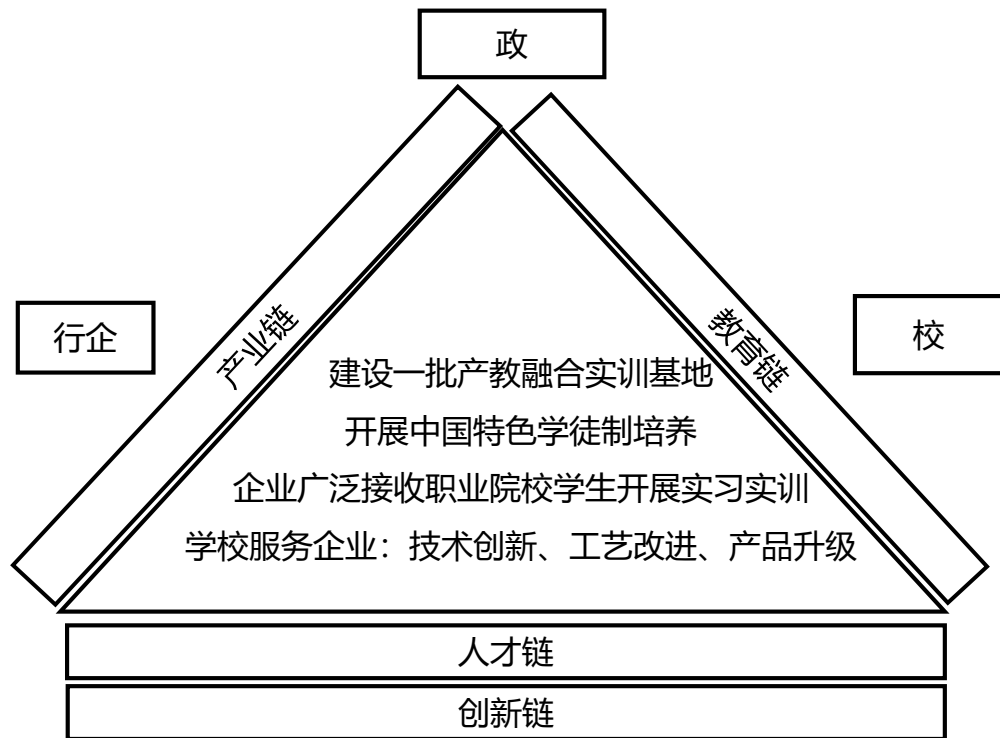 政
行企
校
产业链
教育链
建设一批产教融合实训基地
开展中国特色学徒制培养
企业广泛接收职业院校学生开展实习实训
学校服务企业：技术创新、工艺改进、产品升级
人才链
创新链